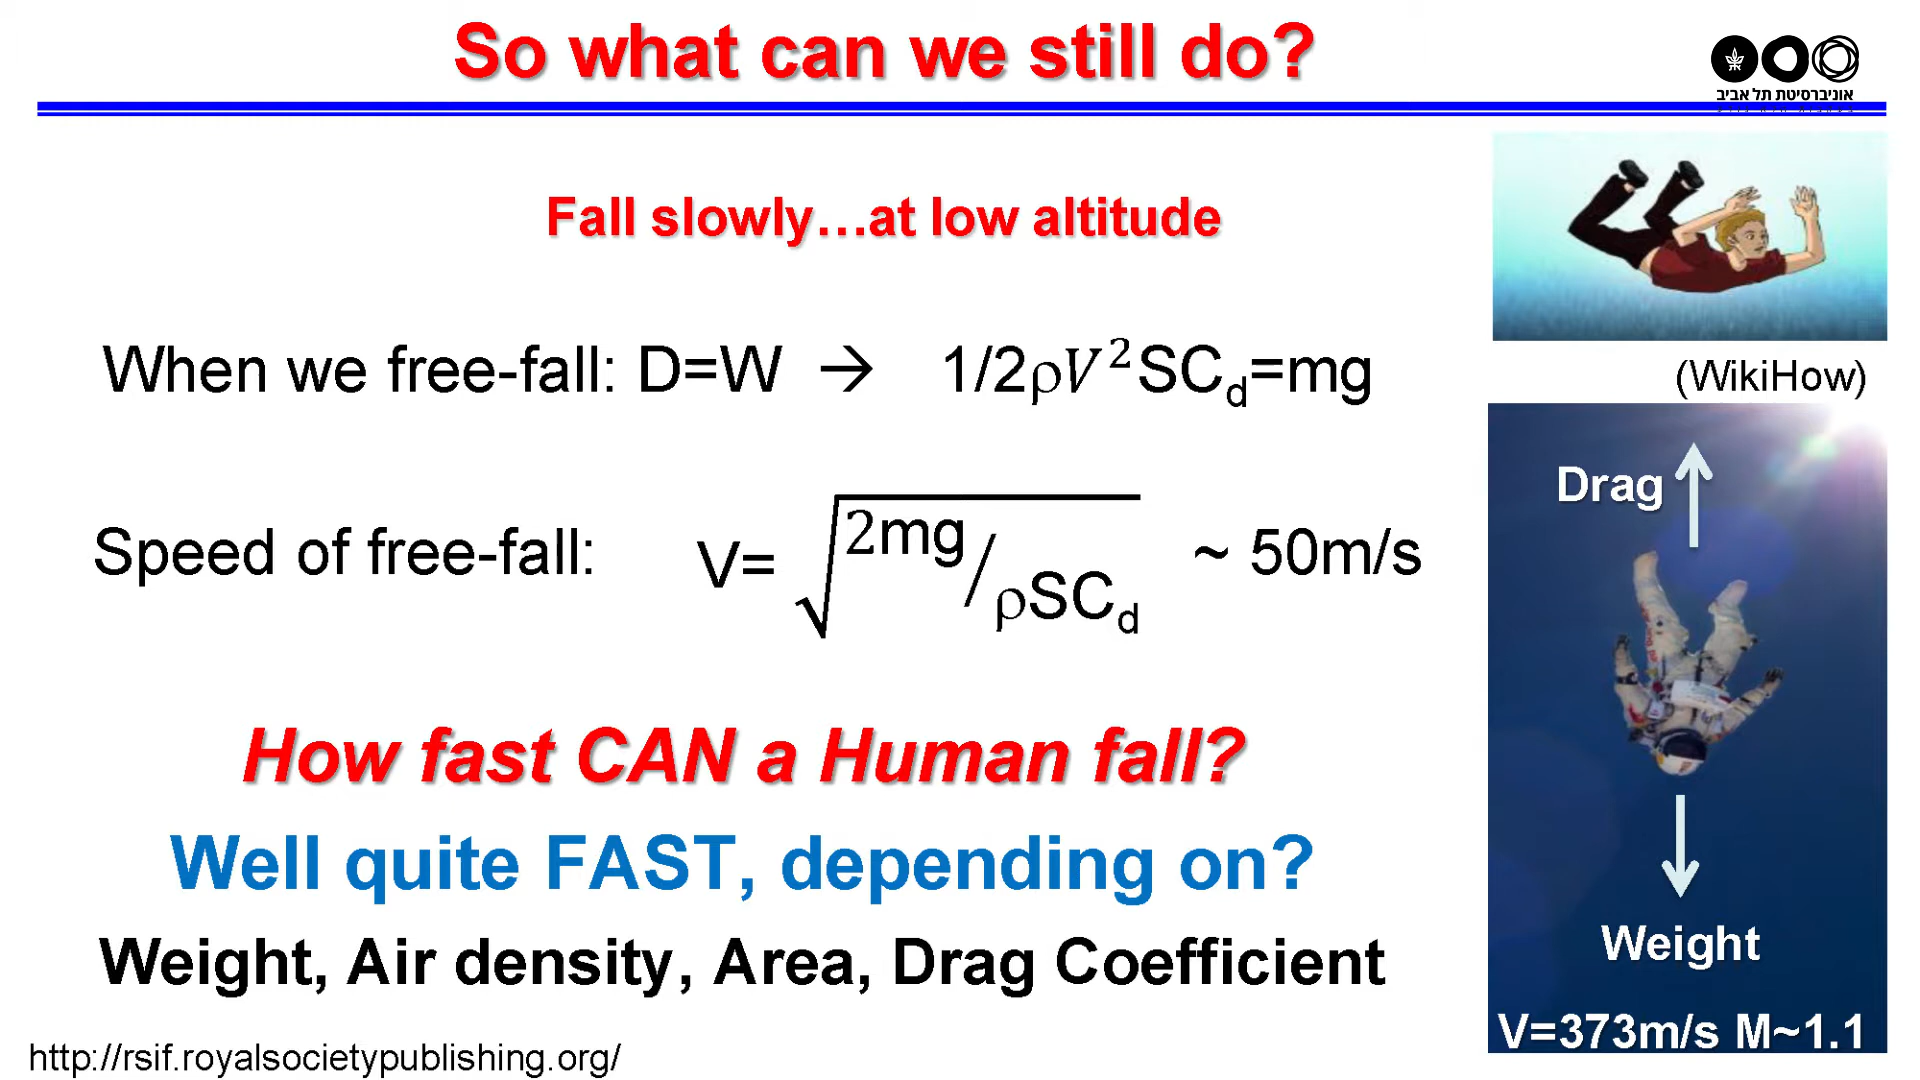 So what can we still do?
אוניברסיטת תל אביב
Fall slowly...at low altitude
When we free-fall: D=W → 1/2ρV²SC_d=mg
(WikiHow)
Drag
Speed of free-fall: V= √2mg/ρSC_d ~ 50m/s
How fast CAN a Human fall?
Well quite FAST, depending on?
Weight, Air density, Area, Drag Coefficient
Weight
V=373m/s M~1.1
http://rsif.royalsocietypublishing.org/